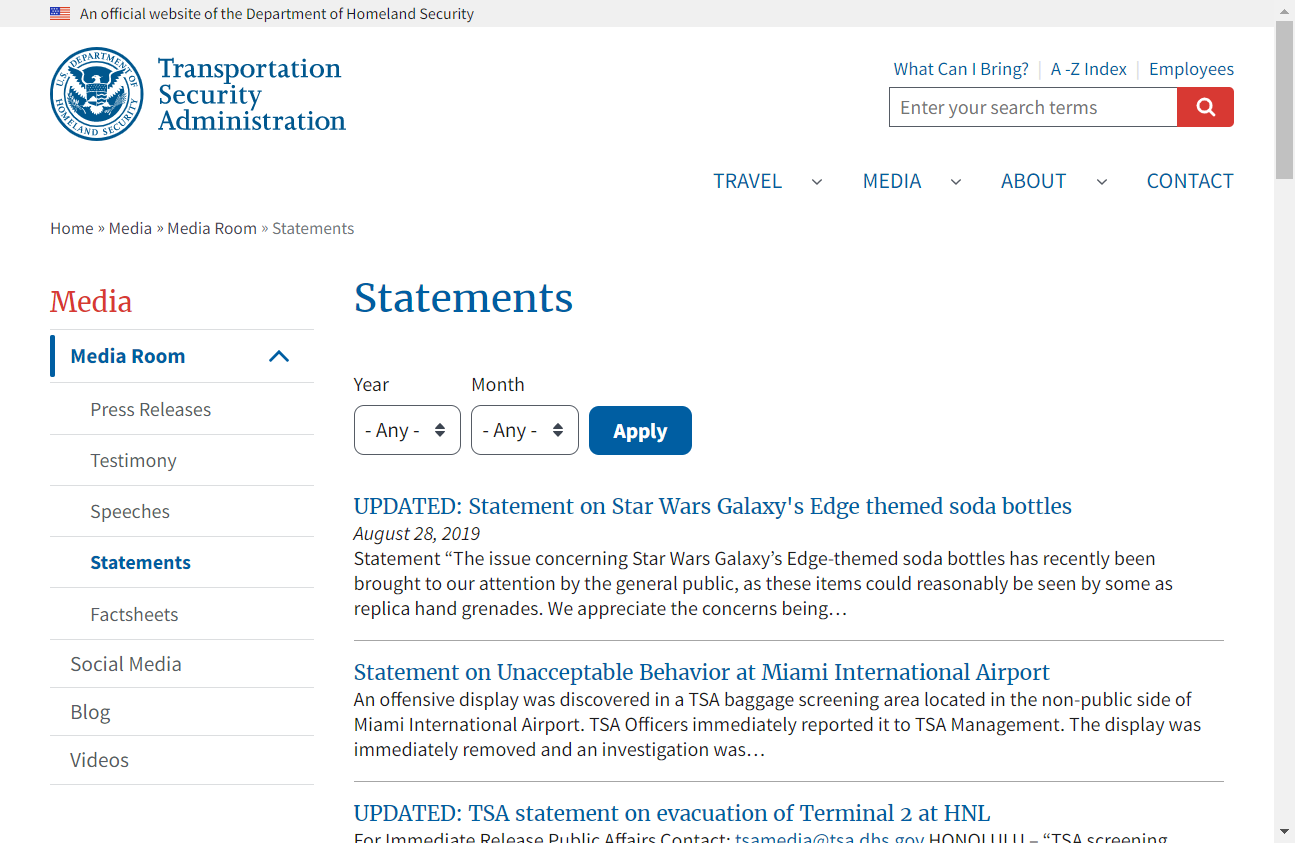 An official website of the Department of Homeland Security
U.S. DEPARTMENT OF HOMELAND SECURITY
Transportation
Security
Administration
What Can I Bring?
A -Z Index
Employees
Enter your search terms
TRAVEL
MEDIA
ABOUT
CONTACT
Home » Media » Media Room » Statements
Media
Media Room
Press Releases
Testimony
Speeches
Statements
Factsheets
Social Media
Blog
Videos
Statements
Year
Month
- Any -
- Any -
Apply
UPDATED: Statement on Star Wars Galaxy's Edge themed soda bottles
August 28, 2019
Statement “The issue concerning Star Wars Galaxy’s Edge-themed soda bottles has recently been
brought to our attention by the general public, as these items could reasonably be seen by some as
replica hand grenades. We appreciate the concerns being…
Statement on Unacceptable Behavior at Miami International Airport
An offensive display was discovered in a TSA baggage screening area located in the non-public side of
Miami International Airport. TSA Officers immediately reported it to TSA Management. The display was
immediately removed and an investigation was…
UPDATED: TSA statement on evacuation of Terminal 2 at HNL
For Immediate Release Public Affairs Contact: tsamedia@tsa.dhs.gov HONOLULU – “TSA screening